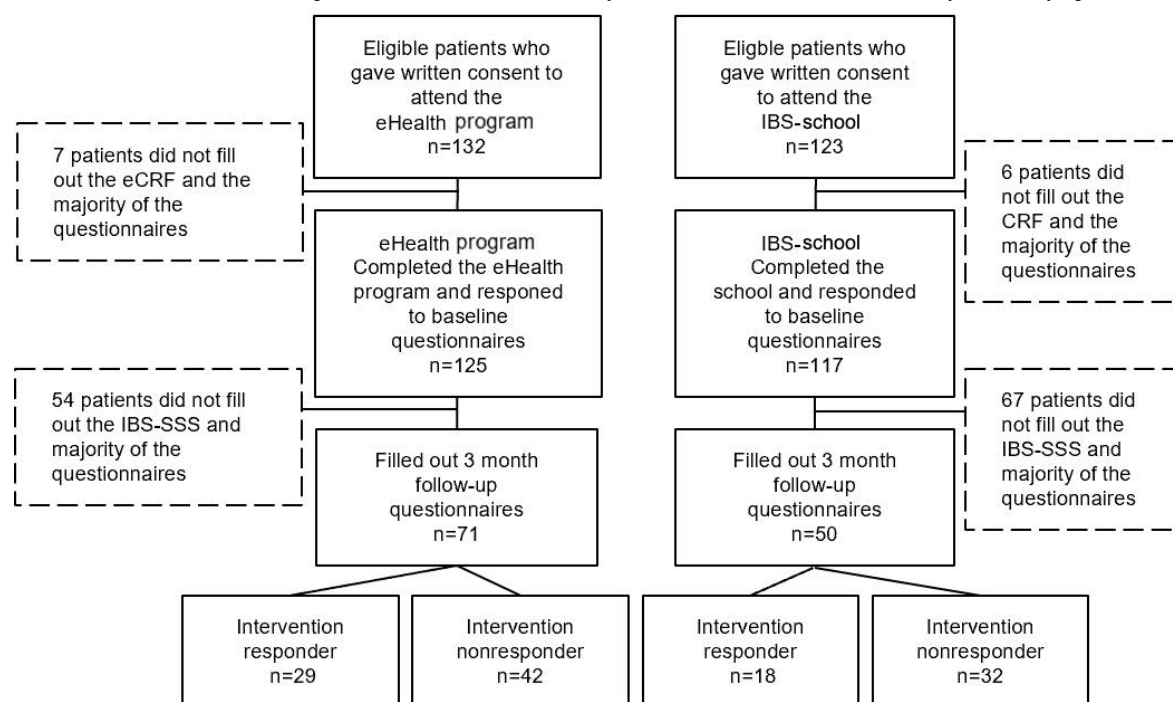 Eligible patients who
gave written consent to
attend the
eHealth program
n=132
Eligble patients who
gave written consent
to attend the
IBS-school
n=123
7 patients did not fill
out the eCRF and the
majority of the
questionnaires
6 patients did
not fill out the
CRF and the
majority of the
questionnaires
eHealth program
Completed the eHealth
program and responed
to baseline
questionnaires
n=125
IBS-school
Completed the
school and responded
to baseline
questionnaires
n=117
54 patients did not fill
out the IBS-SSS and
majority of the
questionnaires
67 patients did
not fill out the
IBS-SSS and
majority of the
questionnaires
Filled out 3 month
follow-up
questionnaires
n=71
Filled out 3 month
follow-up
questionnaires
n=50
Intervention
responder
n=29
Intervention
nonresponder
n=42
Intervention
responder
n=18
Intervention
nonresponder
n=32